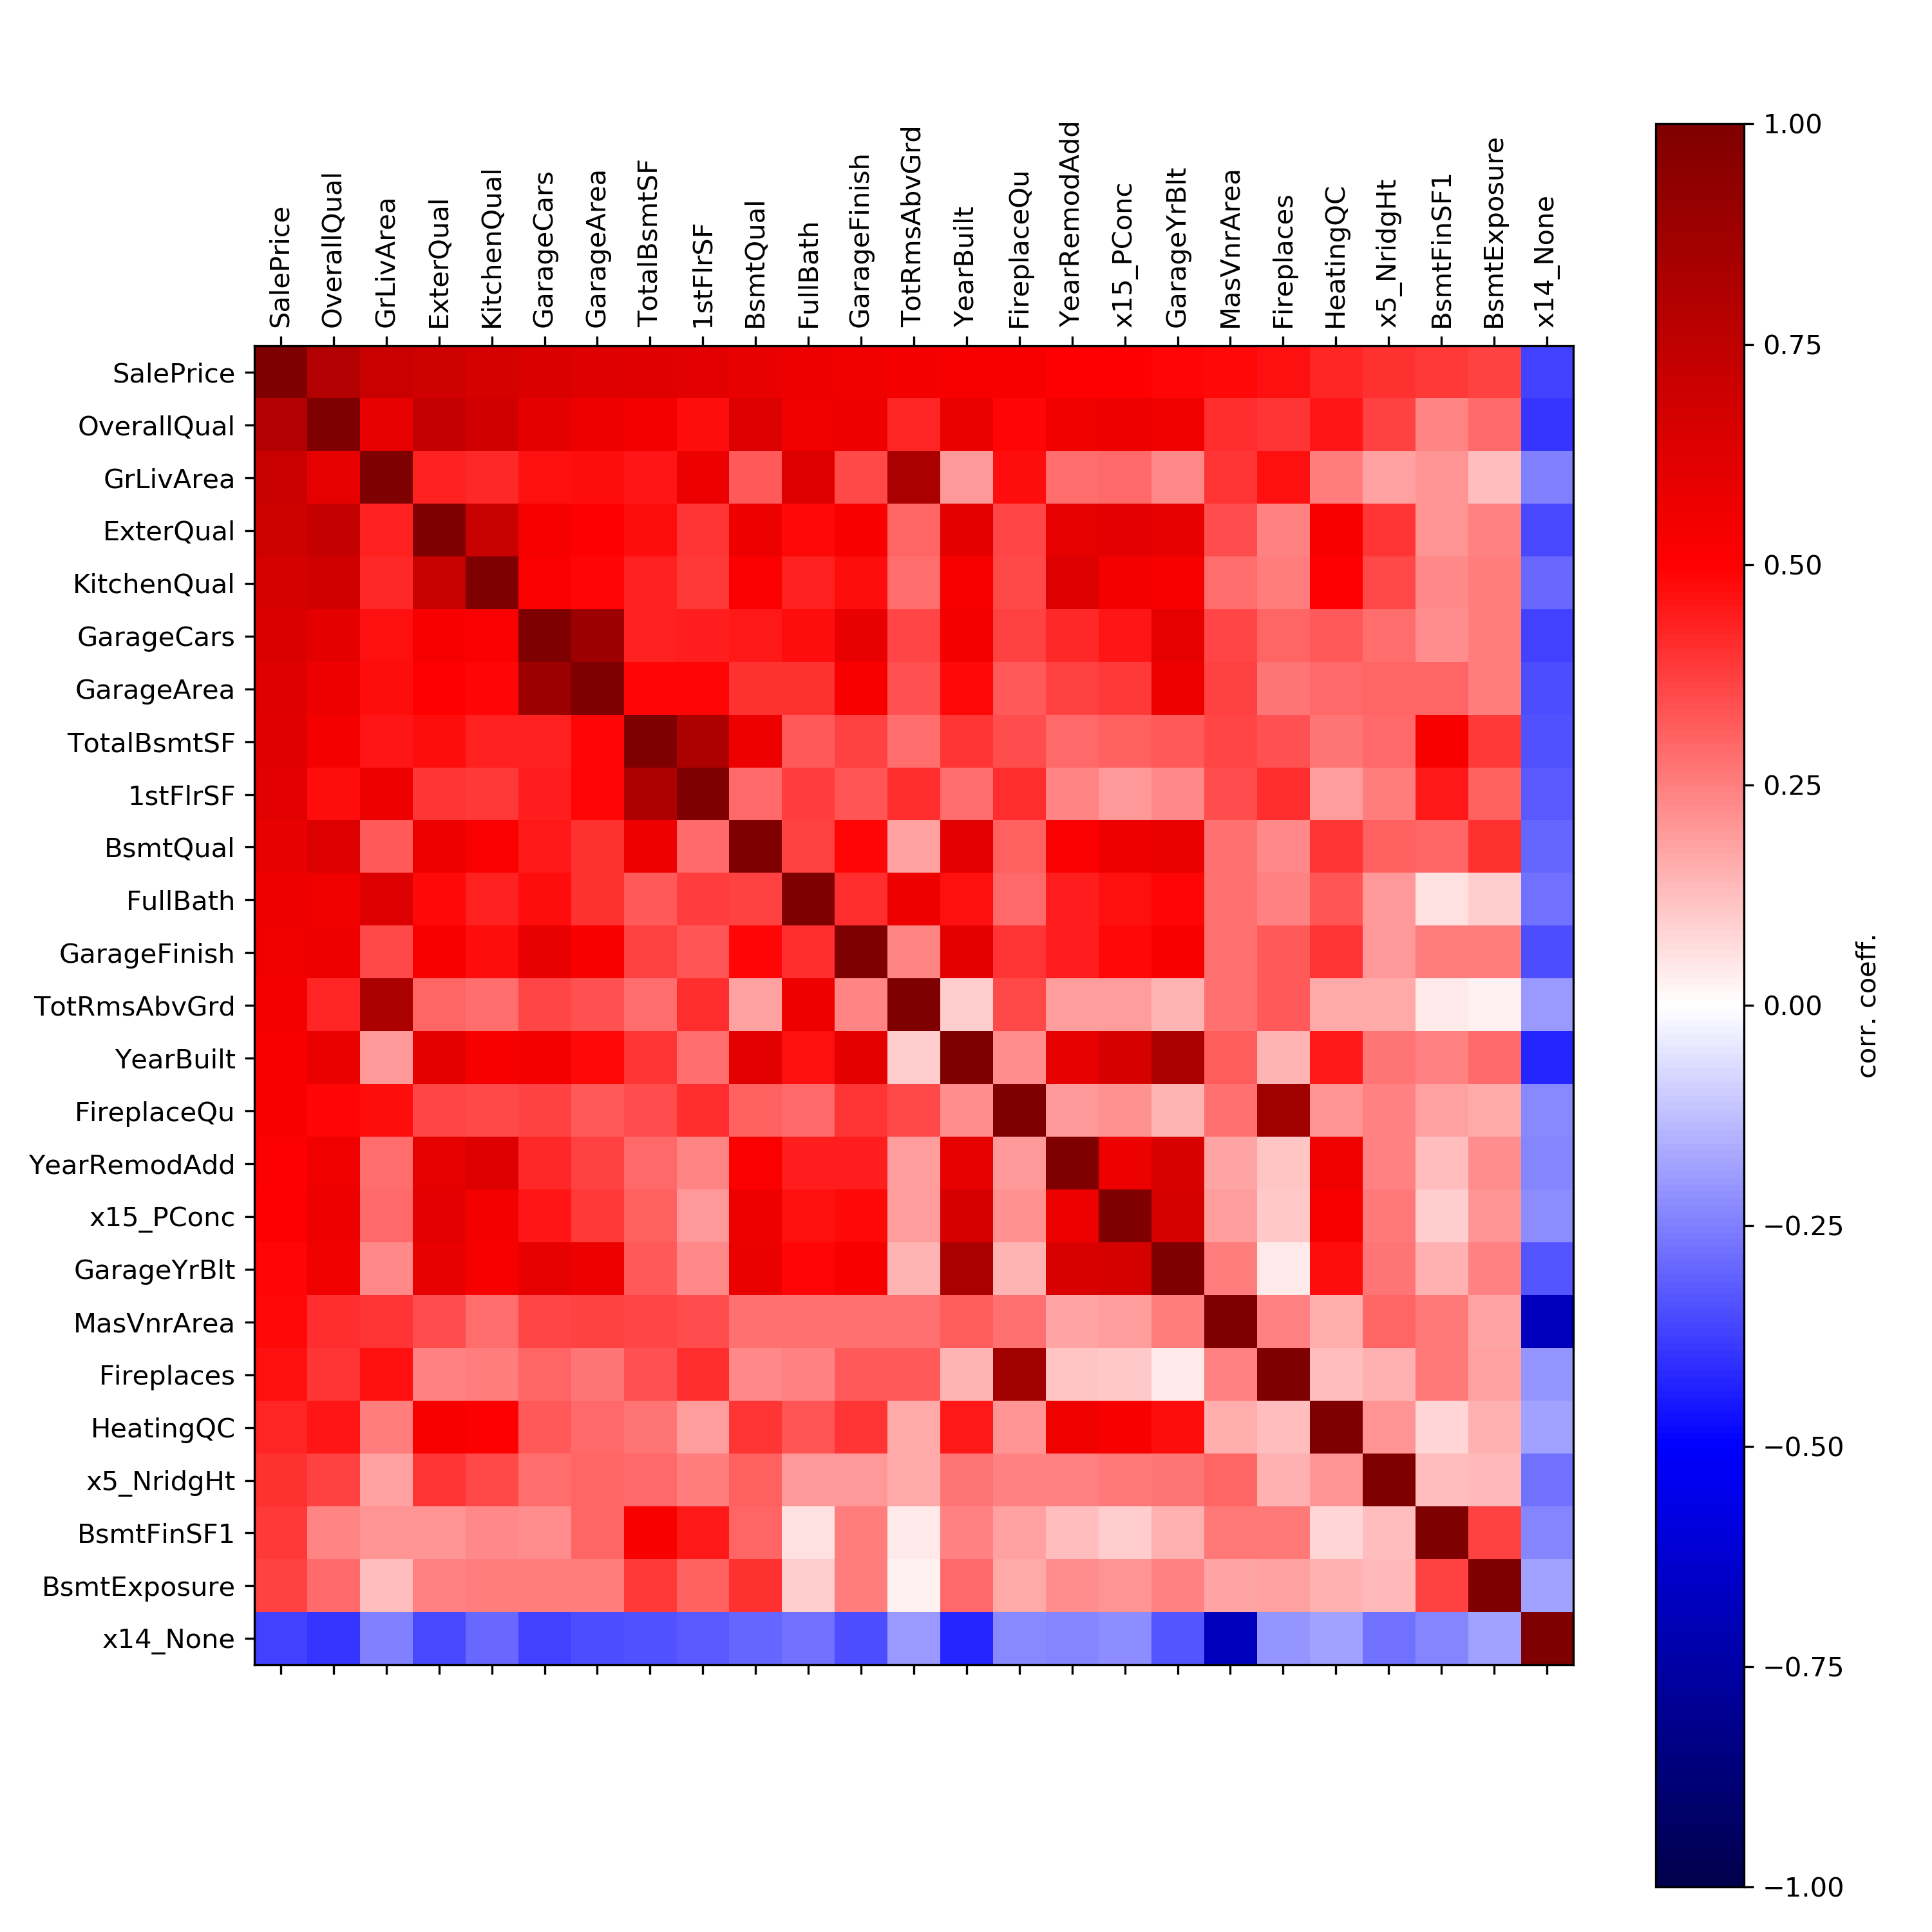 SalePrice
OverallQual
GrLivArea
ExterQual
KitchenQual
GarageCars
GarageArea
TotalBsmtSF
1stFlrSF
BsmtQual
FullBath
GarageFinish
TotRmsAbvGrd
YearBuilt
FireplaceQu
YearRemodAdd
x15_PConc
GarageYrBlt
MasVnrArea
Fireplaces
HeatingQC
x5_NridgHt
BsmtFinSF1
BsmtExposure
x14_None
SalePrice
OverallQual
GrLivArea
ExterQual
KitchenQual
GarageCars
GarageArea
TotalBsmtSF
1stFlrSF
BsmtQual
FullBath
GarageFinish
TotRmsAbvGrd
YearBuilt
FireplaceQu
YearRemodAdd
x15_PConc
GarageYrBlt
MasVnrArea
Fireplaces
HeatingQC
x5_NridgHt
BsmtFinSF1
BsmtExposure
x14_None
1.00
0.75
0.50
0.25
0.00
−0.25
−0.50
−0.75
−1.00
corr. coeff.